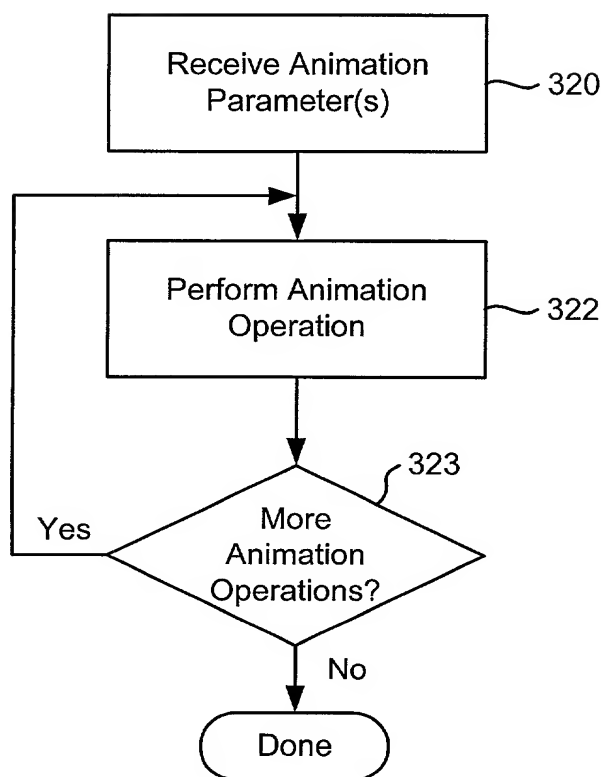 Receive Animation
Parameter(s)
320
Perform Animation
Operation
322
323
Yes
More
Animation
Operations?
No
Done